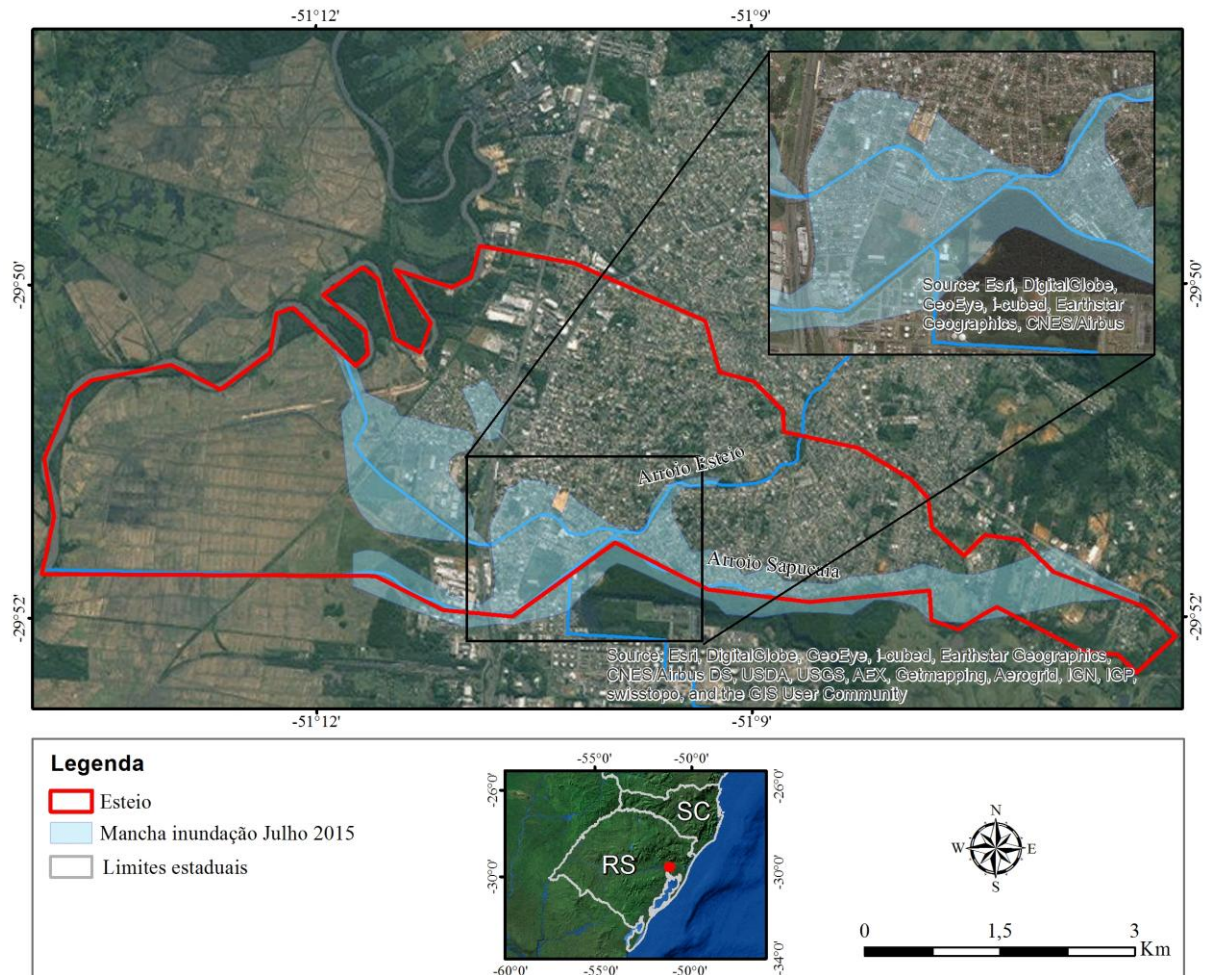 -51°12'
-51°9'
-29°50'
-29°50'
Source: Esri, DigitalGlobe,
GeoEye, i-cubed, Earthstar
Geographics, CNES/Airbus
Arroio Esteio
Arroio Sapucaia
-29°52'
-29°52'
Source: Esri, DigitalGlobe, GeoEye, i-cubed, Earthstar Geographics,
CNES/Airbus DS, USDA, USGS, AEX, Getmapping, Aerogrid, IGN, IGP,
swisstopo, and the GIS User Community
-51°12'
-51°9'
Legenda
Esteio
Mancha inundação Julho 2015
Limites estaduais
-55°0'
-50°0'
-26°0'
-26°0'
SC
RS
-30°0'
-30°0'
-34°0'
-60°0'
-55°0'
-50°0'
N
W
E
S
0
1,5
3
Km